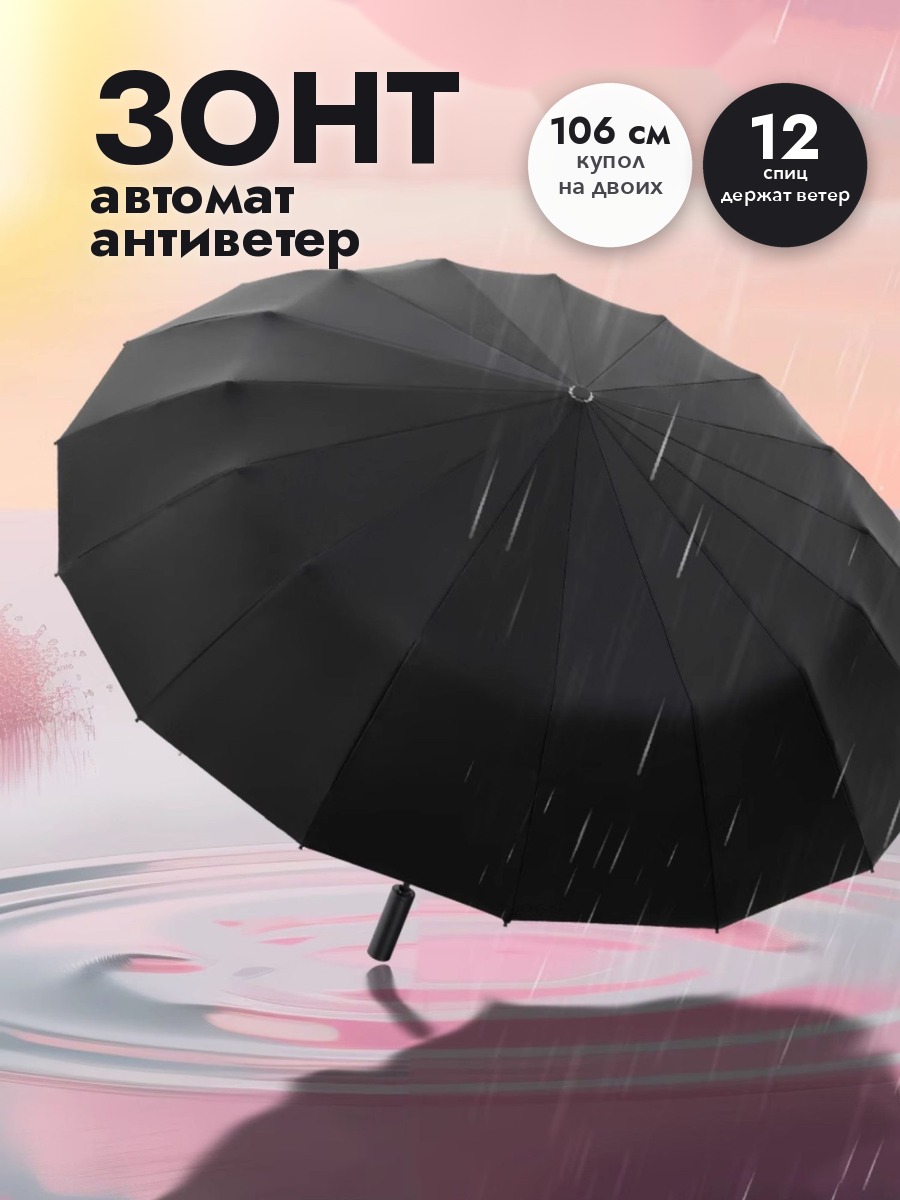 ЗОНТ
автомат
антиветер
106 см
купол
на двоих
12
спиц
держат ветер